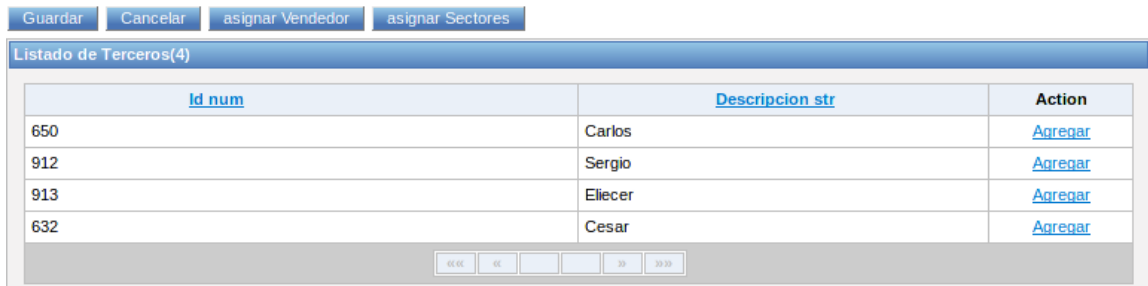 Guardar Cancelar asignar Vendedor asignar Sectores
Listado de Terceros(4)
Id num Descripcion str Action
650 Carlos Agregar
912 Sergio Agregar
913 Eliecer Agregar
632 Cesar Agregar
«« « » »»